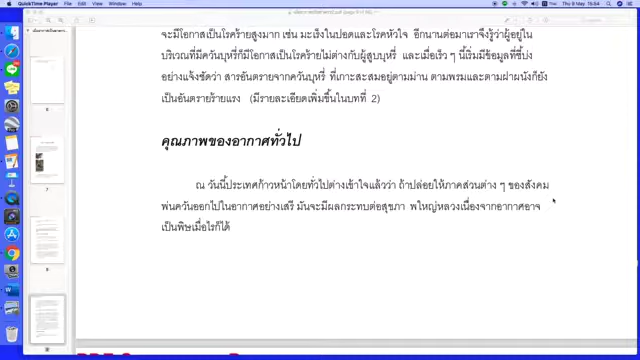 QuickTime Player File Edit View Window Help
Thu 9 May 15:54
จะมีโอกาสเป็นโรคร้ายสูงมาก เช่น มะเร็งในปอดและโรคหัวใจ อีกนานต่อมาเราจึงรู้ว่าผู้อยู่ใน
บริเวณที่มีควันบุหรี่ก็มีโอกาสเป็นโรคร้ายไม่ต่างกับผู้สูบบุหรี่ และเมื่อเร็ว ๆ นี้เริ่มมีข้อมูลที่ชี้บ่ง
อย่างแจ้งชัดว่า สารอันตรายจากควันบุหรี่ ที่เกาะสะสมอยู่ตามม่าน ตามพรมและตามฝาผนังก็ยัง
เป็นอันตรายร้ายแรง (มีรายละเอียดเพิ่มขึ้นในบทที่ 2)
คุณภาพของอากาศทั่วไป
ณ วันนี้ประเทศก้าวหน้าโดยทั่วไปต่างเข้าใจแล้วว่า ถ้าปล่อยให้ภาคส่วนต่าง ๆ ของสังคม
พ่นควันออกไปในอากาศอย่างเสรี มันจะมีผลกระทบต่อสุขภา พใหญ่หลวงเนื่องจากอากาศอาจ
เป็นพิษเมื่อไรก็ได้